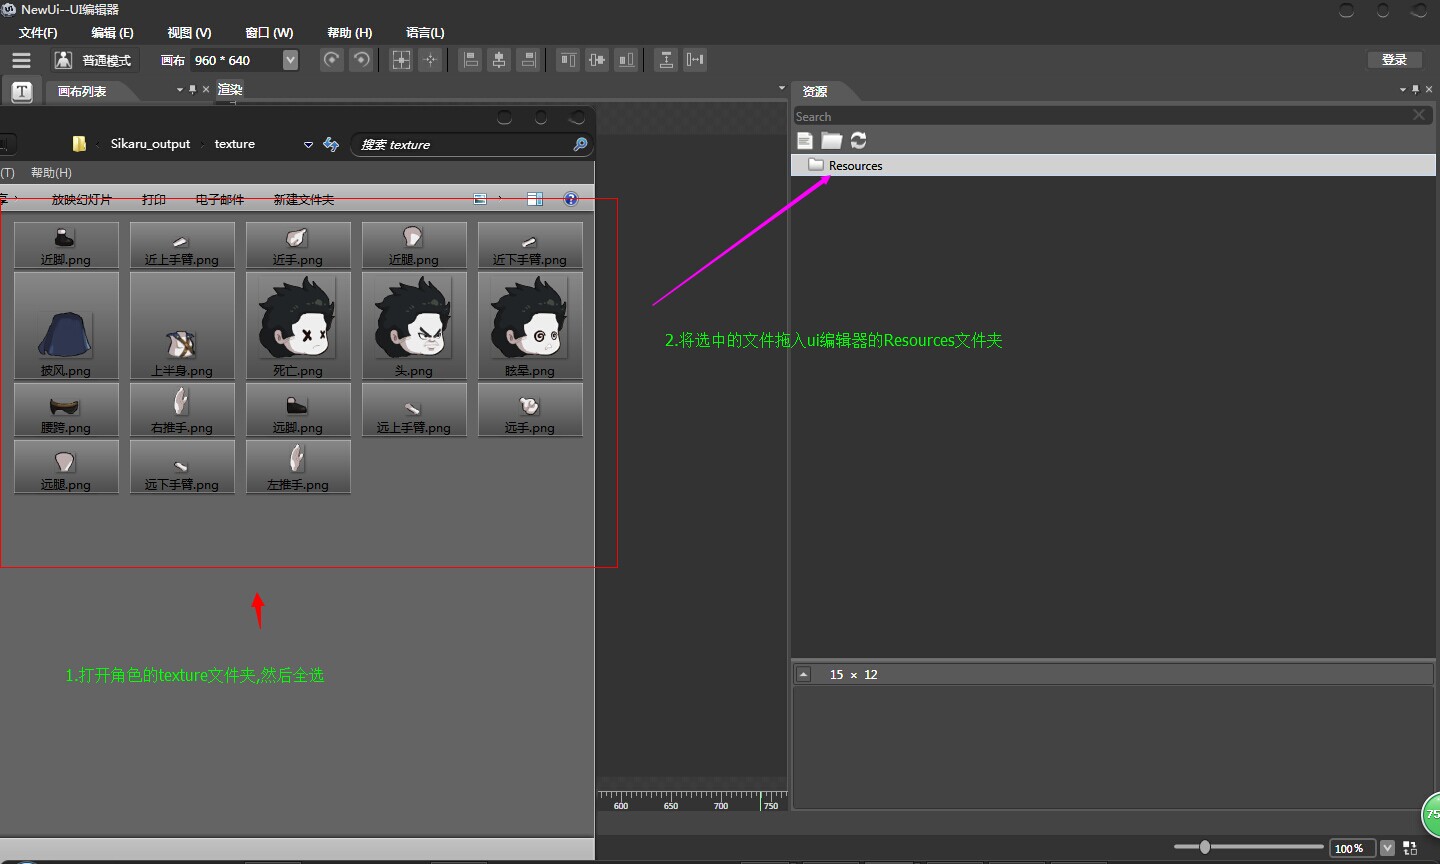 NewUi--UI编辑器
文件(F) 编辑 (E) 视图 (V) 窗口 (W) 帮助 (H) 语言(L)
普通模式 画布 960 * 640 登录
T 画布列表 渲染 资源
Search
Sikaru_output texture 搜索 texture
Resources
(T) 帮助(H)
享 放映幻灯片 打印 电子邮件 新建文件夹
近脚.png 近上手臂.png 近手.png 近腿.png 近下手臂.png
披风.png 上半身.png 死亡.png 头.png 眩晕.png
2.将选中的文件拖入ui编辑器的Resources文件夹
腰胯.png 右推手.png 远脚.png 远上手臂.png 远手.png
远腿.png 远下手臂.png 左推手.png
1.打开角色的texture文件夹,然后全选
15 × 12
600 650 700 750
75
100%